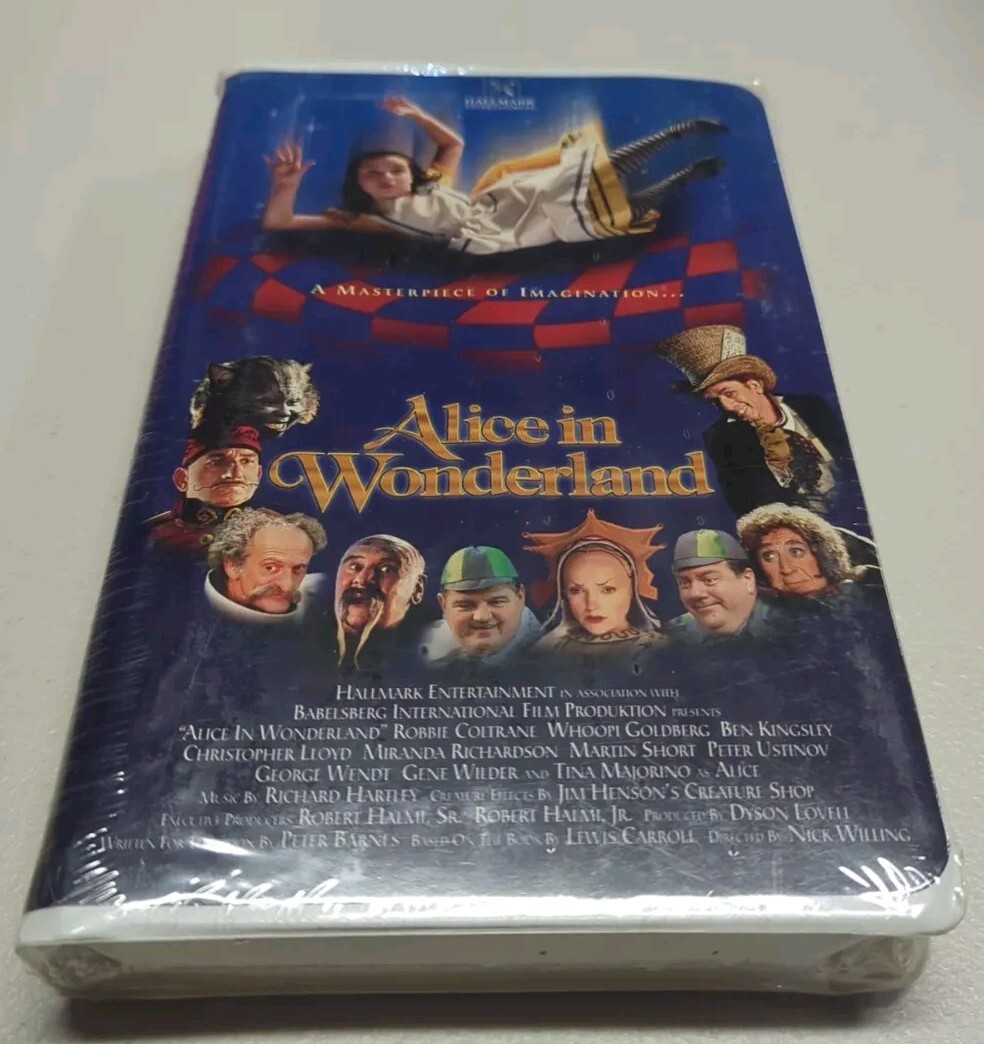 HALLMARK
ENTERTAINMENT
A MASTERPIECE OF IMAGINATION...
Alice in
Wonderland
HALLMARK ENTERTAINMENT IN ASSOCIATION WITH
BABELSBERG INTERNATIONAL FILM PRODUKTION PRESENTS
"ALICE IN WONDERLAND" ROBBIE COLTRANE WHOOPI GOLDBERG BEN KINGSLEY
CHRISTOPHER LLOYD MIRANDA RICHARDSON MARTIN SHORT PETER USTINOV
GEORGE WENDT GENE WILDER AND TINA MAJORINO AS ALICE
MUSIC BY RICHARD HARTLEY CREATURE EFFECTS BY JIM HENSON'S CREATURE SHOP
EXECUTIVE PRODUCERS ROBERT HALMI, SR. ROBERT HALMI, JR. PRODUCED BY DYSON LOVELL
WRITTEN FOR TELEVISION BY PETER BARNES BASED ON THE BOOK BY LEWIS CARROLL DIRECTED BY NICK WILLING